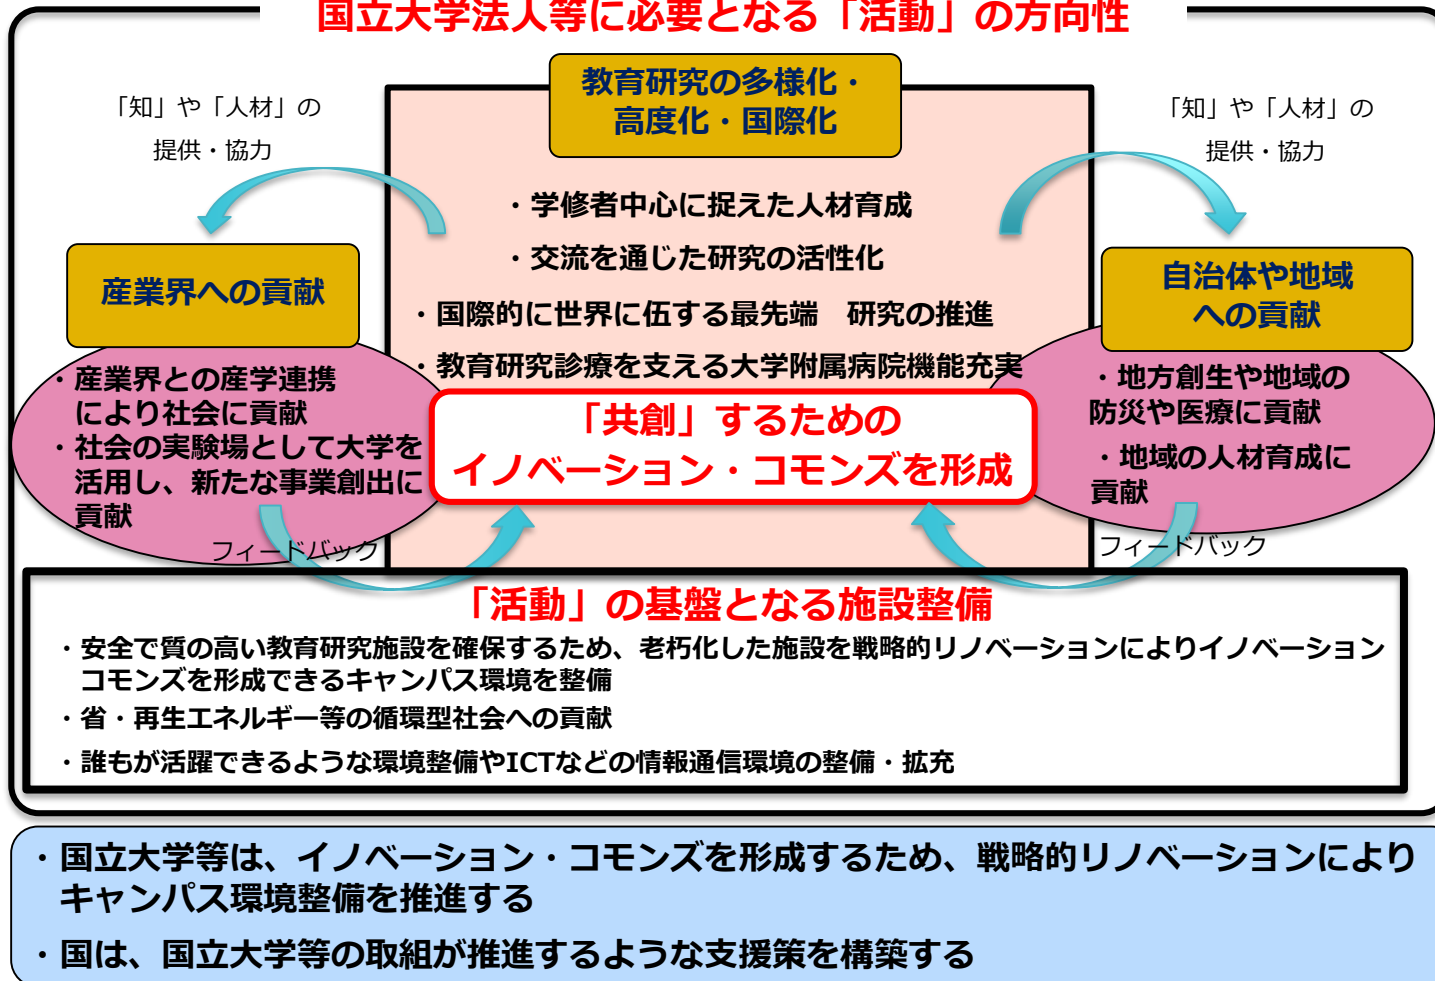 国立大学法人等に必要となる「活動」の方向性
教育研究の多様化・
高度化・国際化
「知」や「人材」の
提供・協力
「知」や「人材」の
提供・協力
・学修者中心に捉えた人材育成
・交流を通じた研究の活性化
・国際的に世界に伍する最先端　研究の推進
・教育研究診療を支える大学附属病院機能充実
産業界への貢献
・産業界との産学連携
により社会に貢献
・社会の実験場として大学を
活用し、新たな事業創出に
貢献
自治体や地域
への貢献
・地方創生や地域の
防災や医療に貢献
・地域の人材育成に
貢献
「共創」するための
イノベーション・コモンズを形成
フィードバック
フィードバック
「活動」の基盤となる施設整備
・安全で質の高い教育研究施設を確保するため、老朽化した施設を戦略的リノベーションによりイノベーション
コモンズを形成できるキャンパス環境を整備
・省・再生エネルギー等の循環型社会への貢献
・誰もが活躍できるような環境整備やICTなどの情報通信環境の整備・拡充
・国立大学等は、イノベーション・コモンズを形成するため、戦略的リノベーションにより
キャンパス環境整備を推進する
・国は、国立大学等の取組が推進するような支援策を構築する